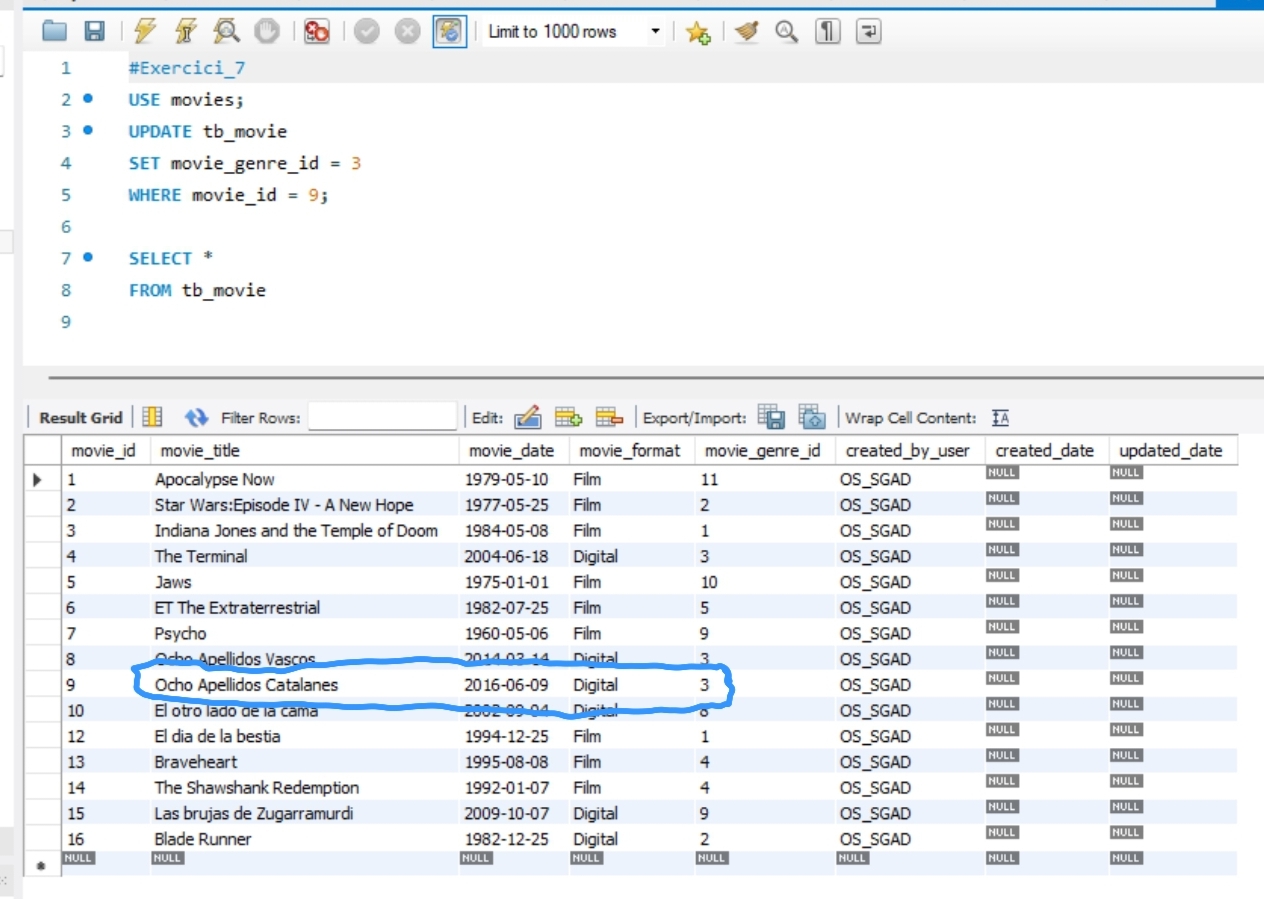 Limit to 1000 rows
1 #Exercici_7
2 USE movies;
3 UPDATE tb_movie
4 SET movie_genre_id = 3
5 WHERE movie_id = 9;
6
7 SELECT *
8 FROM tb_movie
9
Result Grid Filter Rows: Edit: Export/Import: Wrap Cell Content:
movie_id movie_title movie_date movie_format movie_genre_id created_by_user created_date updated_date
1 Apocalypse Now 1979-05-10 Film 11 OS_SGAD NULL NULL
2 Star Wars:Episode IV - A New Hope 1977-05-25 Film 2 OS_SGAD NULL NULL
3 Indiana Jones and the Temple of Doom 1984-05-08 Film 1 OS_SGAD NULL NULL
4 The Terminal 2004-06-18 Digital 3 OS_SGAD NULL NULL
5 Jaws 1975-01-01 Film 10 OS_SGAD NULL NULL
6 ET The Extraterrestrial 1982-07-25 Film 5 OS_SGAD NULL NULL
7 Psycho 1960-05-06 Film 9 OS_SGAD NULL NULL
8 Ocho Apellidos Vascos 2014-03-14 Digital 3 OS_SGAD NULL NULL
9 Ocho Apellidos Catalanes 2016-06-09 Digital 3 OS_SGAD NULL NULL
10 El otro lado de la cama 2002-09-04 Digital 8 OS_SGAD NULL NULL
12 El dia de la bestia 1994-12-25 Film 1 OS_SGAD NULL NULL
13 Braveheart 1995-08-08 Film 4 OS_SGAD NULL NULL
14 The Shawshank Redemption 1992-01-07 Film 4 OS_SGAD NULL NULL
15 Las brujas de Zugarramurdi 2009-10-07 Digital 9 OS_SGAD NULL NULL
16 Blade Runner 1982-12-25 Digital 2 OS_SGAD NULL NULL
NULL NULL NULL NULL NULL NULL NULL NULL